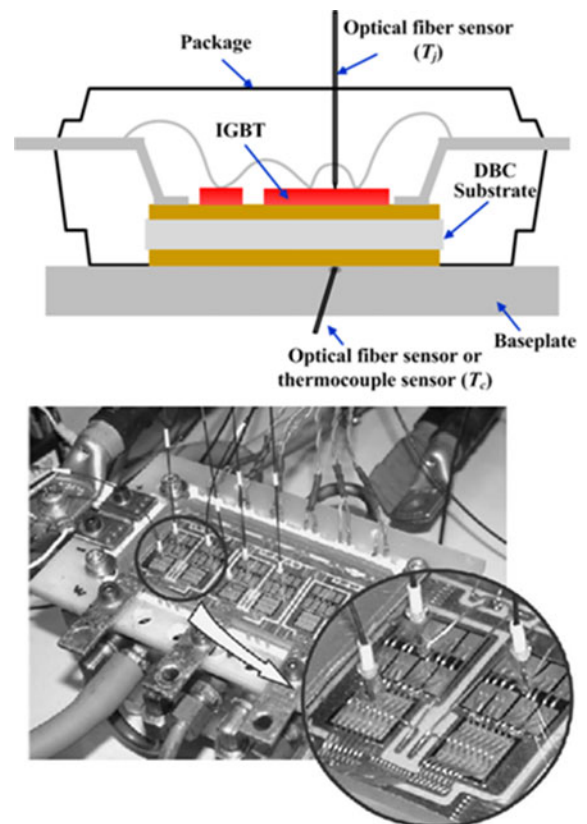 Optical fiber sensor
(Tj)
Package
IGBT
DBC
Substrate
Baseplate
Optical fiber sensor or
thermocouple sensor (Tc)